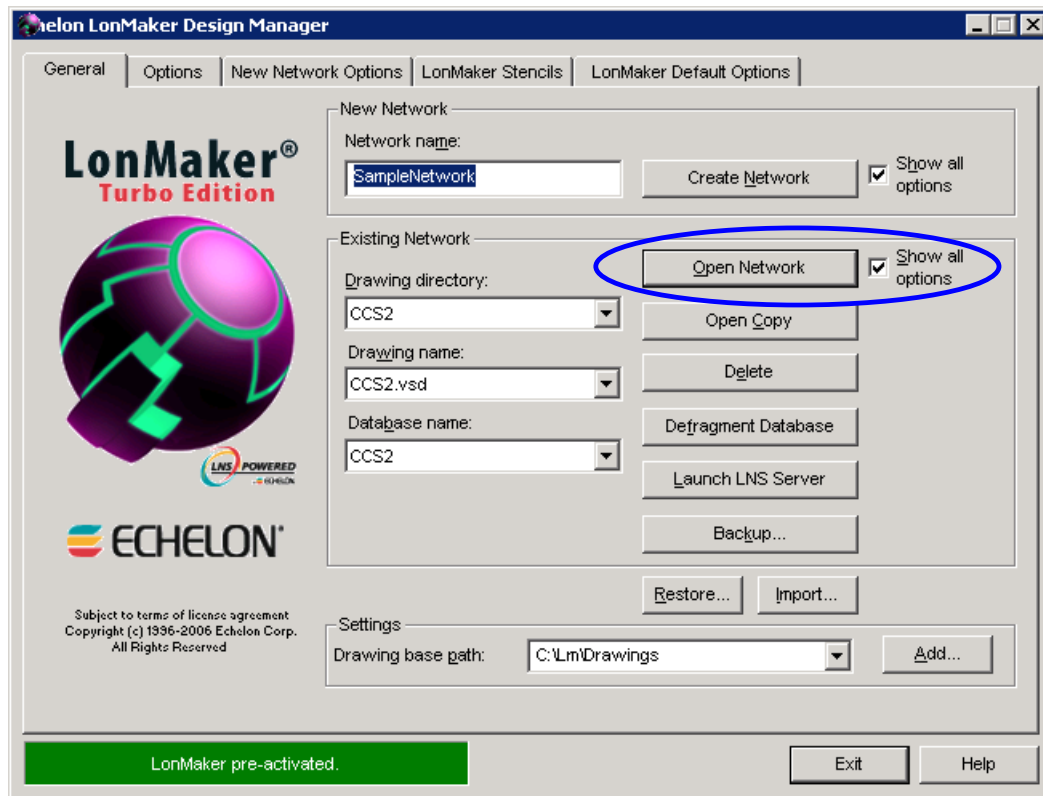 Echelon LonMaker Design Manager
General
Options
New Network Options
LonMaker Stencils
LonMaker Default Options
LonMaker®
Turbo Edition
LNS POWERED
ECHELON
ECHELON
Subject to terms of license agreement
Copyright (c) 1996-2006 Echelon Corp.
All Rights Reserved
New Network
Network name:
SampleNetwork
Create Network
Show all
options
Existing Network
Open Network
Show all
options
Drawing directory:
CCS2
Open Copy
Drawing name:
CCS2.vsd
Delete
Database name:
CCS2
Defragment Database
Launch LNS Server
Backup...
Restore...
Import...
Settings
Drawing base path:
C:\Lm\Drawings
Add...
LonMaker pre-activated.
Exit
Help